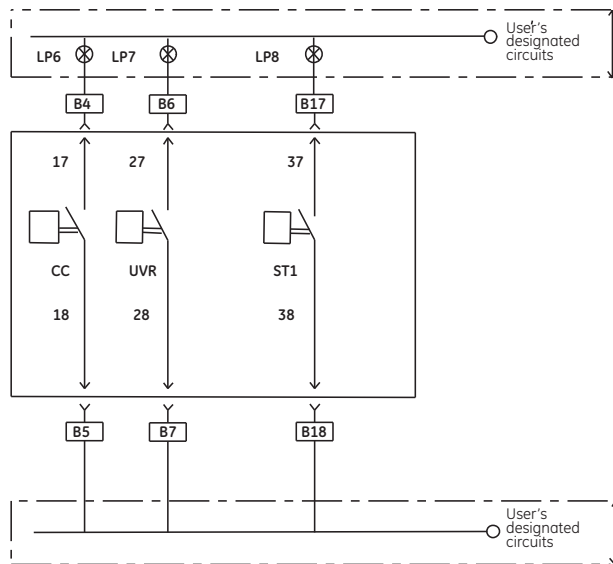 User's
designated
circuits
LP6 LP7 LP8
B4 B6 B17
17 27 37
CC UVR ST1
18 28 38
B5 B7 B18
User's
designated
circuits